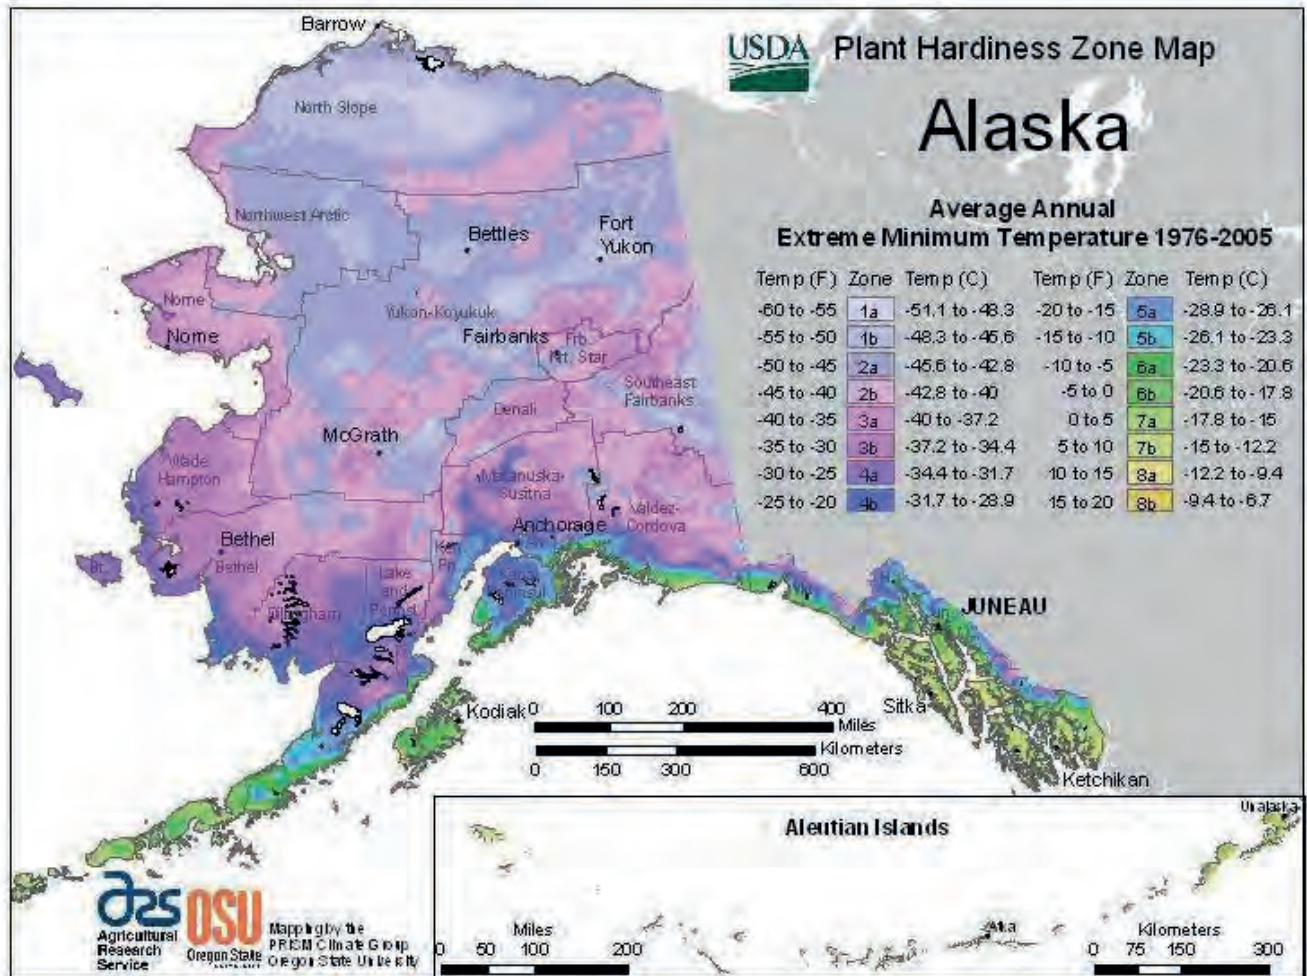 Barrow
USDA
Plant Hardiness Zone Map
Alaska
Average Annual
Extreme Minimum Temperature 1976-2005
Temp (F) Zone Temp (C) Temp (F) Zone Temp (C)
-60 to -55 1a -51.1 to -48.3 -20 to -15 5a -28.9 to -26.1
-55 to -50 1b -48.3 to -45.6 -15 to -10 5b -26.1 to -23.3
-50 to -45 2a -45.6 to -42.8 -10 to -5 6a -23.3 to -20.6
-45 to -40 2b -42.8 to -40 -5 to 0 6b -20.6 to -17.8
-40 to -35 3a -40 to -37.2 0 to 5 7a -17.8 to -15
-35 to -30 3b -37.2 to -34.4 5 to 10 7b -15 to -12.2
-30 to -25 4a -34.4 to -31.7 10 to 15 8a -12.2 to -9.4
-25 to -20 4b -31.7 to -28.9 15 to 20 8b -9.4 to -6.7
North Slope
Northwest Arctic
Bettles
Fort
Yukon
Nome
Nome
Yukon-Koyukuk
Fairbanks
Frb.
Nt. Star
Southeast
Fairbanks
Denali
McGrath
Wade
Hampton
Matanuska-
Susitna
Valdez-
Cordova
Anchorage
Bethel
Bethel
Lake
and
Dillingham
JUNEAU
Sitka
Kodiak
Ketchikan
0 100 200 400
Miles
Kilometers
0 150 300 600
Aleutian Islands
Unalaska
Atka
Miles
0 50 100 200
Kilometers
0 75 150 300
ars
Agricultural
Research
Service
OSU
Oregon State
Mapping by the
PRISM Climate Group
Oregon State University